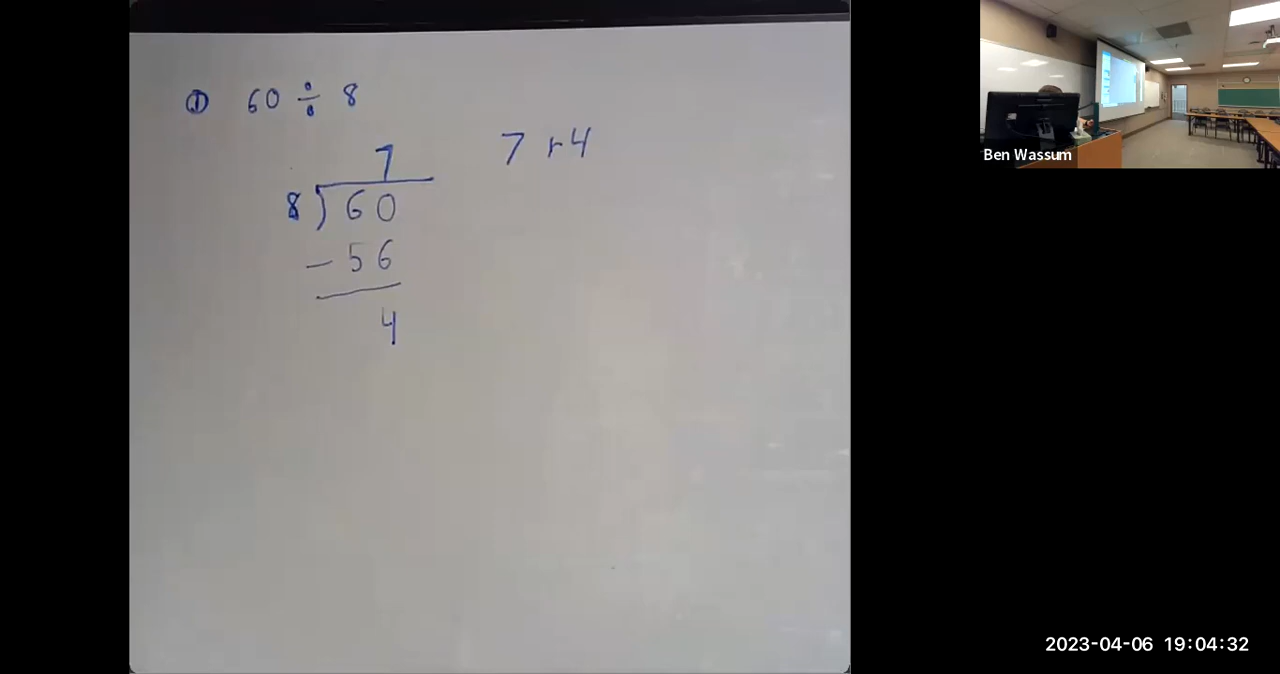 ① 60 ÷ 8
7
7 r 4
8 ) 60
- 56
4
Ben Wassum
2023-04-06 19:04:32